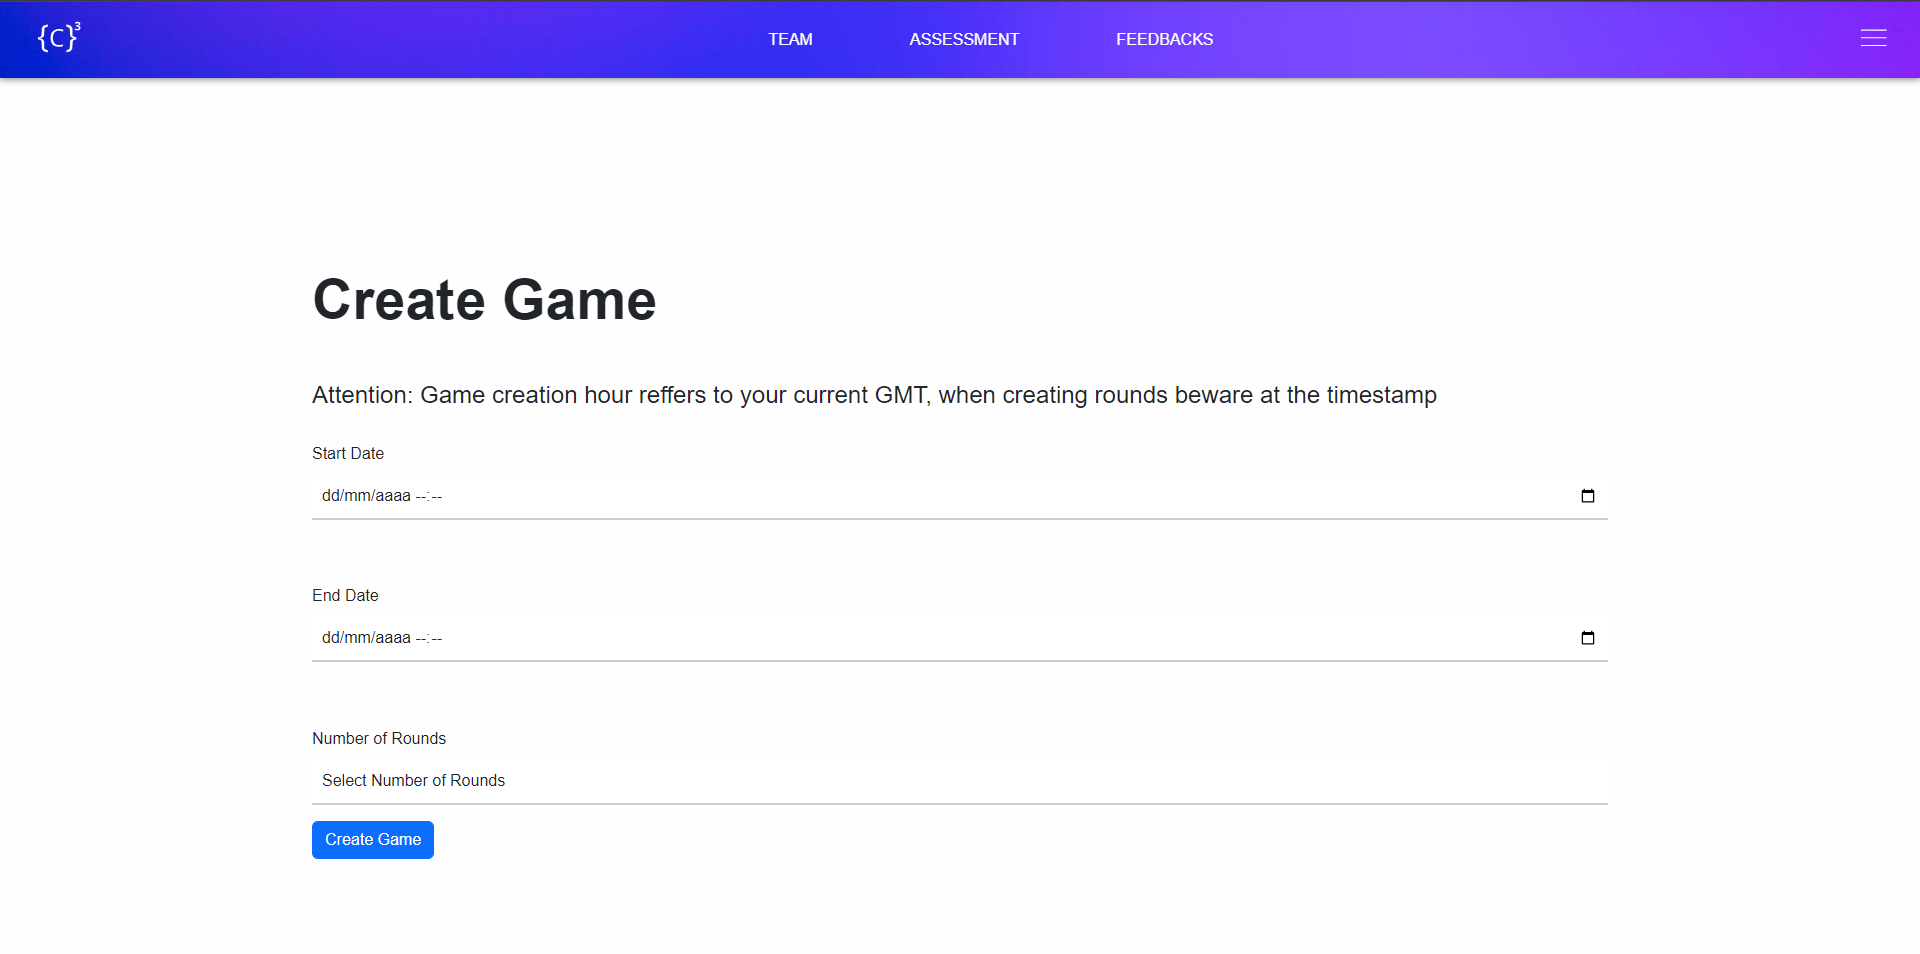 {C}³
TEAM ASSESSMENT FEEDBACKS
Create Game
Attention: Game creation hour reffers to your current GMT, when creating rounds beware at the timestamp
Start Date
dd/mm/aaaa --:--
End Date
dd/mm/aaaa --:--
Number of Rounds
Select Number of Rounds
Create Game